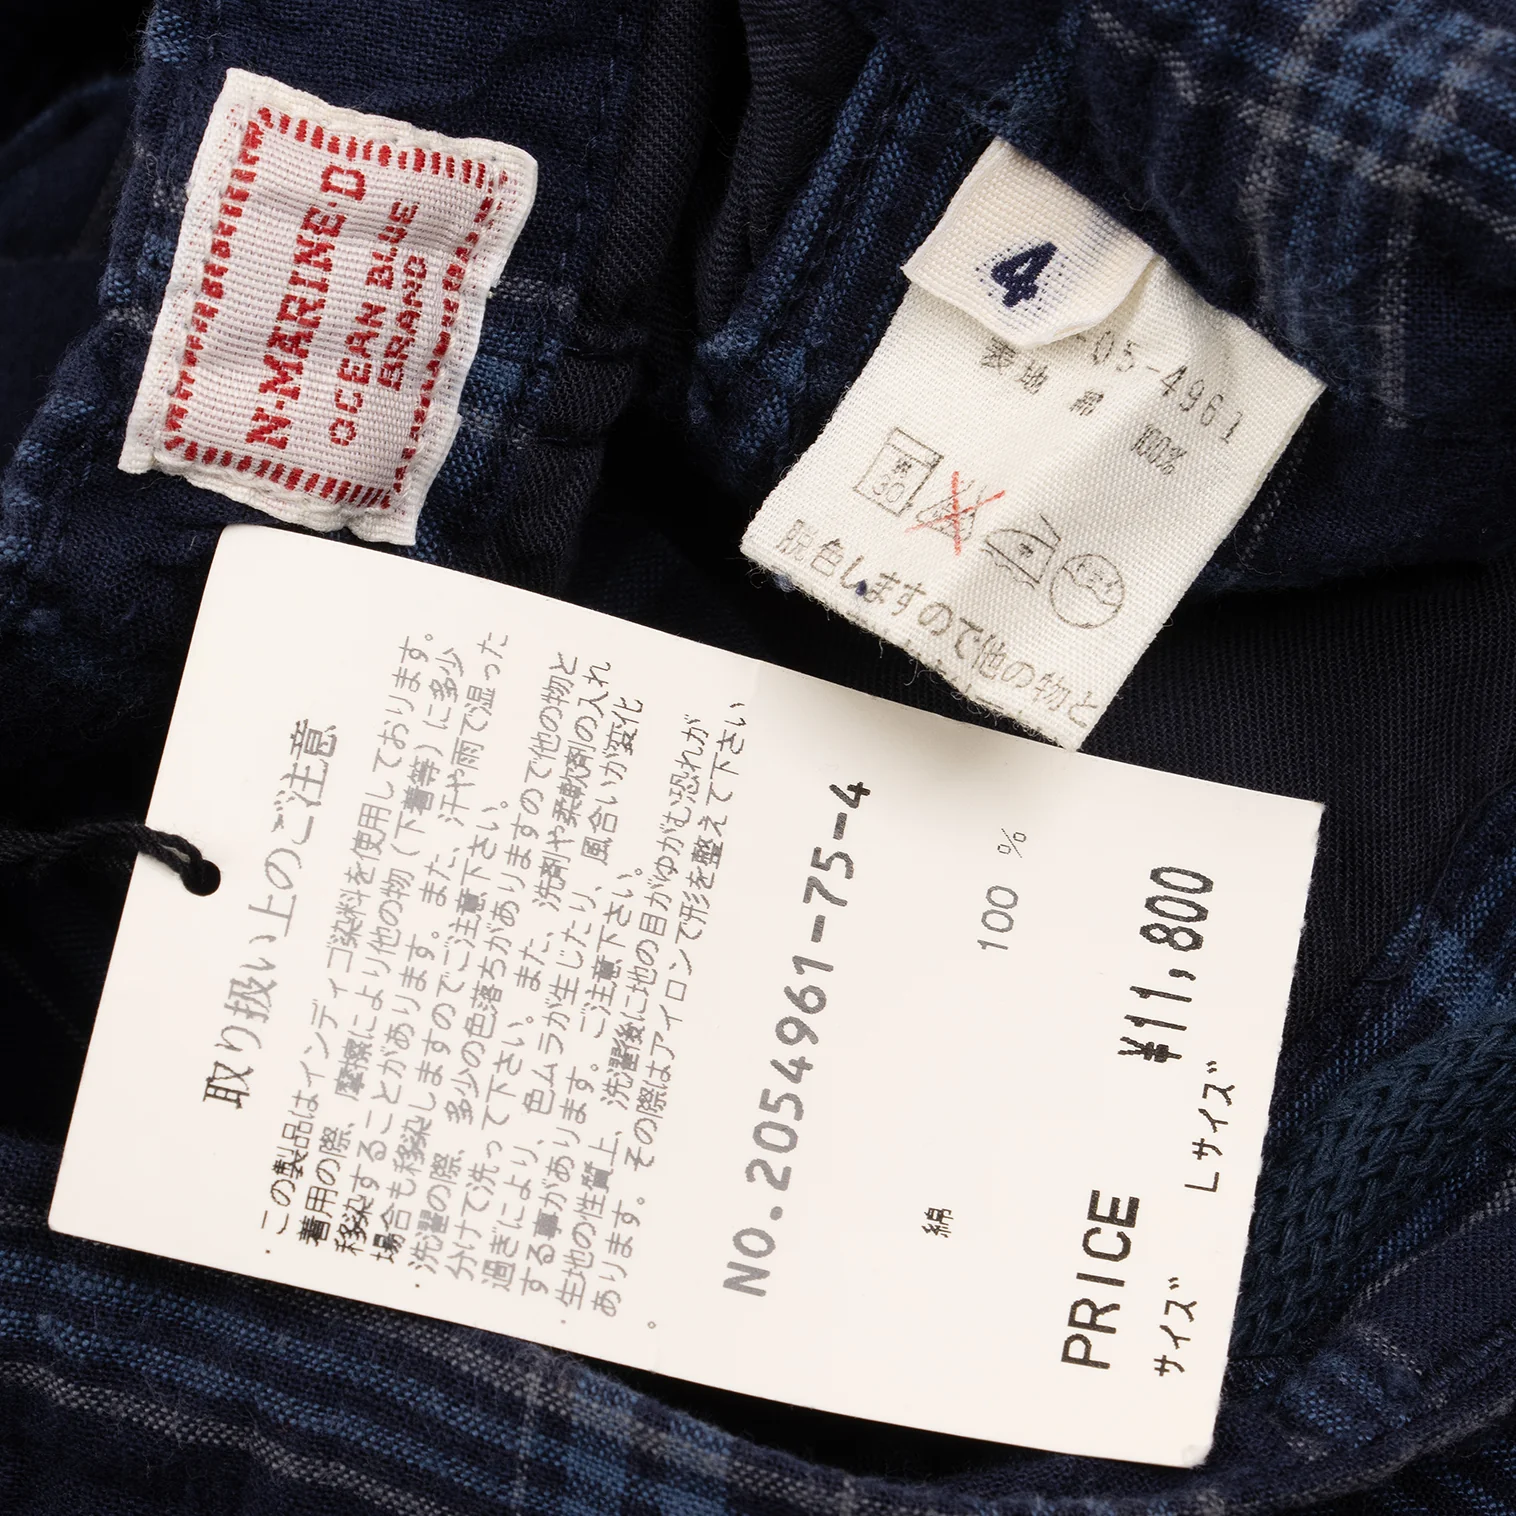 N·MARINE·D
OCEAN BLUE
BRAND
4
-05-4961
表地 綿 100%
30
脱色しますので他の物と
取り扱い上のご注意
・この製品はインディゴ染料を使用しております。
着用の際、摩擦により他の物(下着等)に多少
移染することがあります。また、汗や雨で湿った
場合も移染しますのでご注意下さい。
・洗濯の際、多少の色落ちがありますので他の物と
分けて洗って下さい。また、洗剤や柔軟剤の入れ
過ぎにより、色ムラが生じたり、風合いが変化
する事があります。ご注意下さい。
・生地の性質上、洗濯後に地の目がゆがむ恐れが
あります。その際はアイロンで形を整えて下さい
。
No.2054961-75-4
綿 100 %
PRICE ¥11,800
サイズ Lサイズ